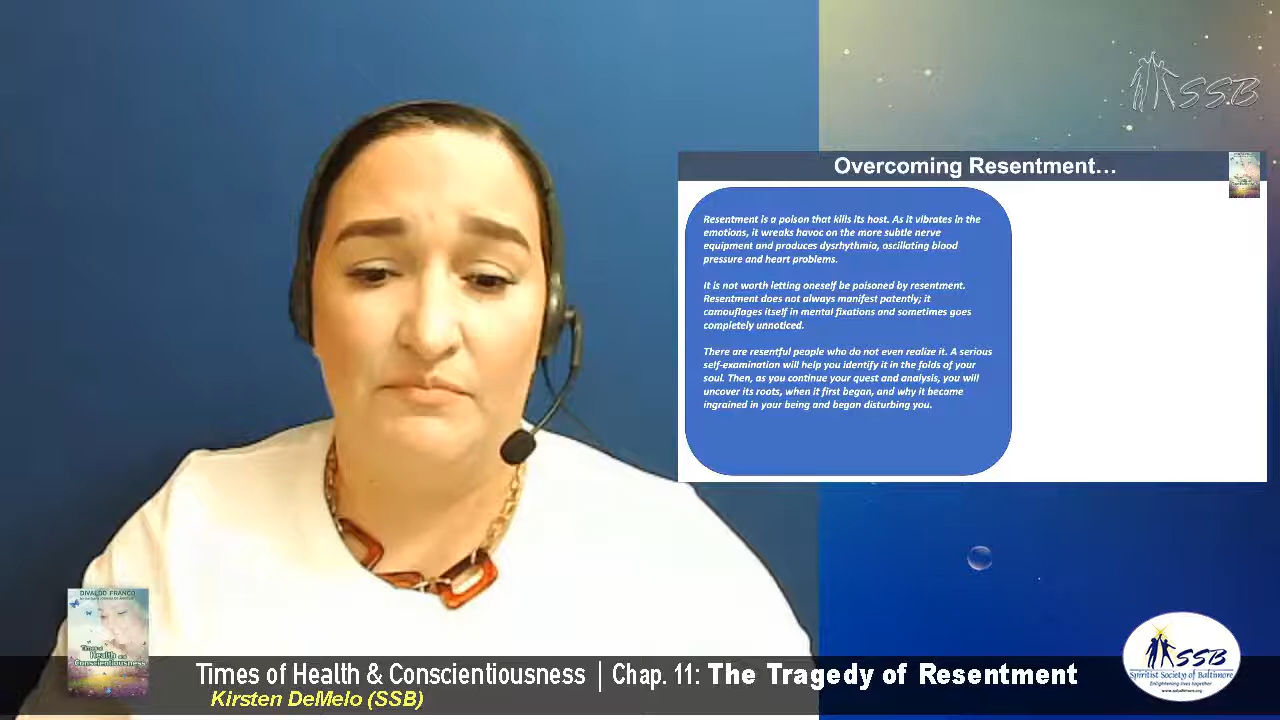 SSB
Overcoming Resentment...
Resentment is a poison that kills its host. As it vibrates in the
emotions, it wreaks havoc on the more subtle nerve
equipment and produces dysrhythmia, oscillating blood
pressure and heart problems.
It is not worth letting oneself be poisoned by resentment.
Resentment does not always manifest patently; it
camouflages itself in mental fixations and sometimes goes
completely unnoticed.
There are resentful people who do not even realize it. A serious
self-examination will help you identify it in the folds of your
soul. Then, as you continue your quest and analysis, you will
uncover its roots, when it first began, and why it became
ingrained in your being and began disturbing you.
DIVALDO FRANCO
Times of
Health and
Conscientiousness
Times of Health & Conscientiousness | Chap. 11: The Tragedy of Resentment
Kirsten DeMelo (SSB)
SSB
Spiritist Society of Baltimore
Enlightening lives together
www.ssbaltimore.org